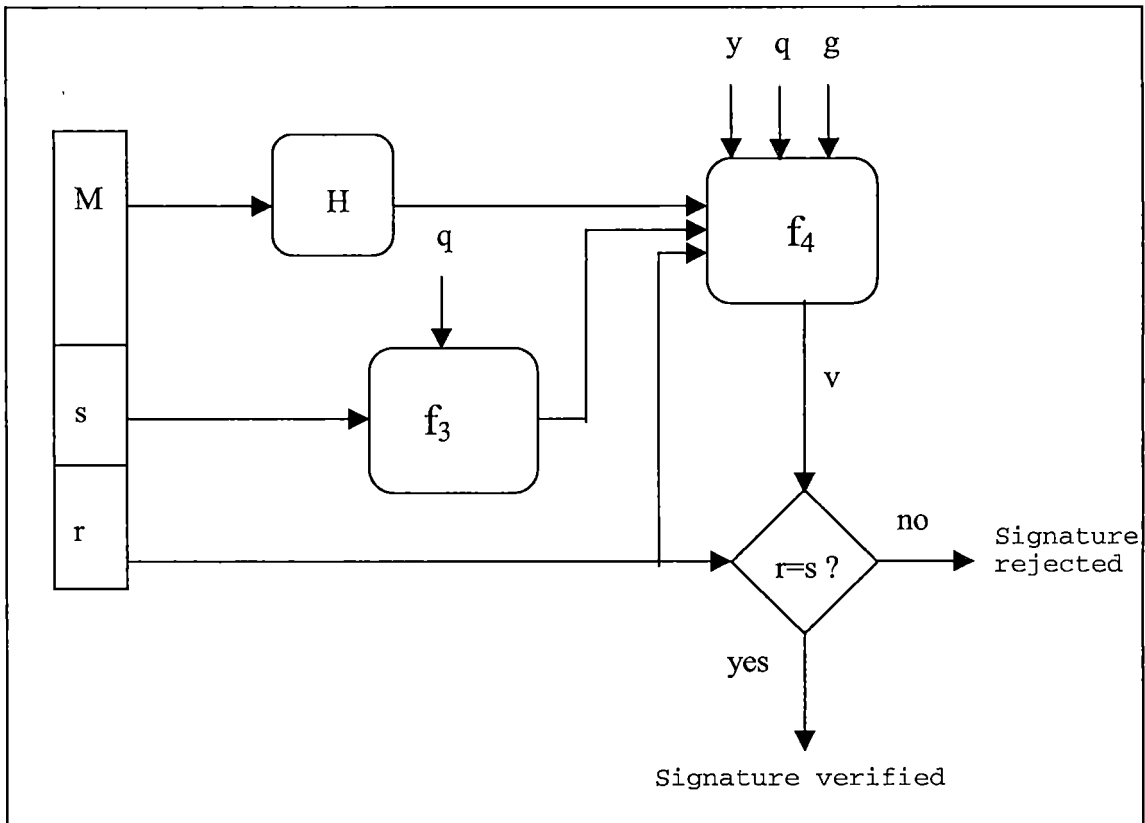 y q g
M
H
q
f₄
v
s
f₃
r
no
Signature
r=s ?
rejected
yes
Signature verified